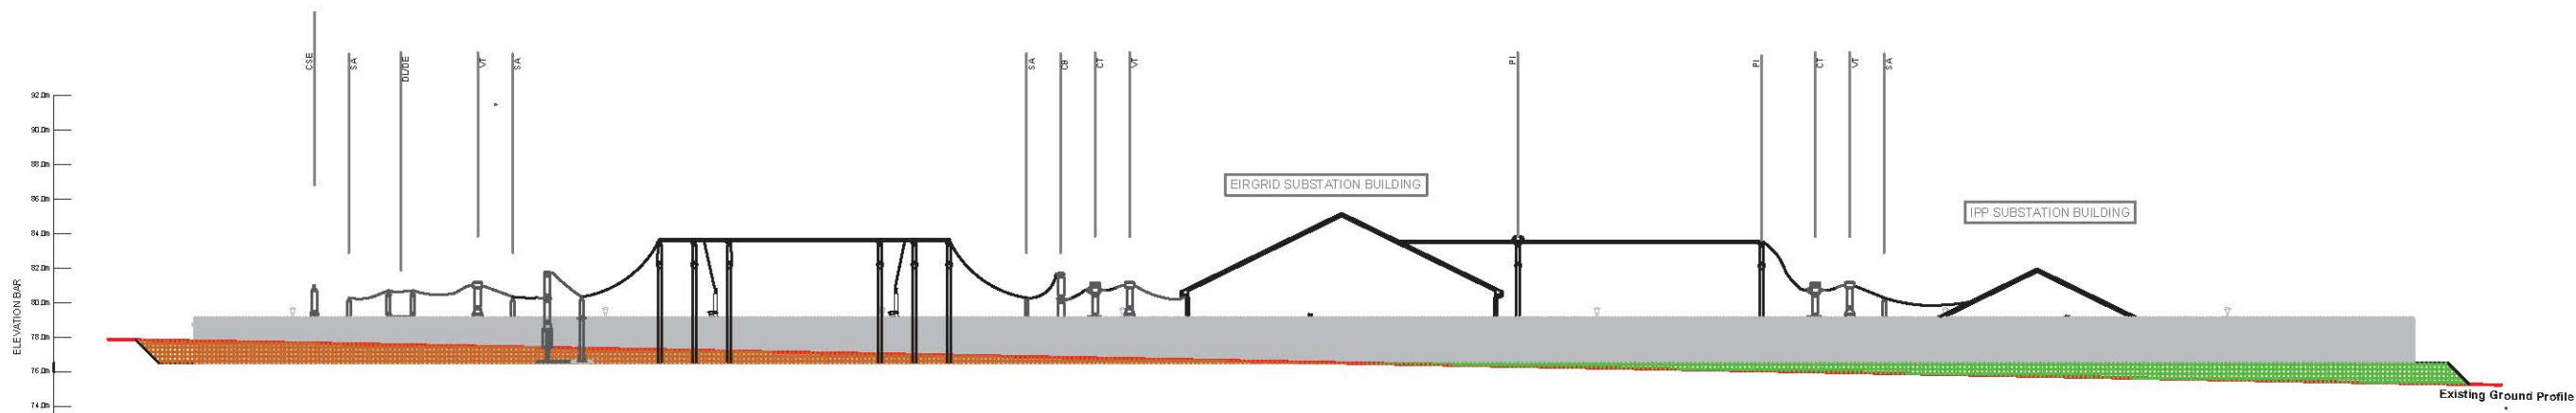 CSE
SA
DL/DE
VT
SA
SA
CB
CT
VT
PI
PI
CT
VT
SA
92.0m
90.0m
88.0m
86.0m
84.0m
82.0m
80.0m
78.0m
76.0m
74.0m
ELEVATION BAR
EIRGRID SUBSTATION BUILDING
IPP SUBSTATION BUILDING
Existing Ground Profile